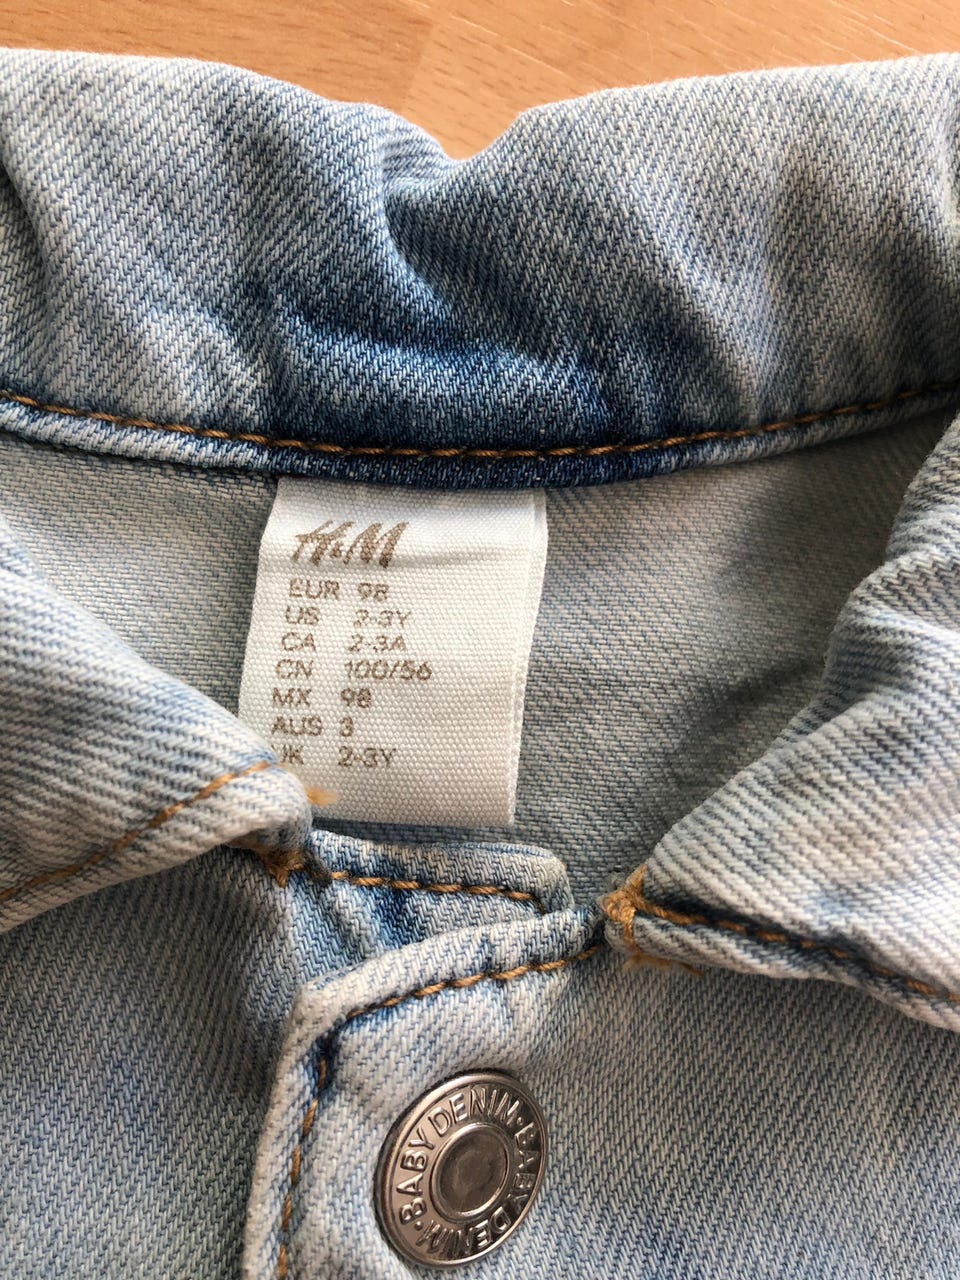 H&M
EUR 98
US 2-3Y
CA 2-3A
CN 100/56
MX 98
AUS 3
UK 2-3Y
BABY DENIM · BABY DENIM ·